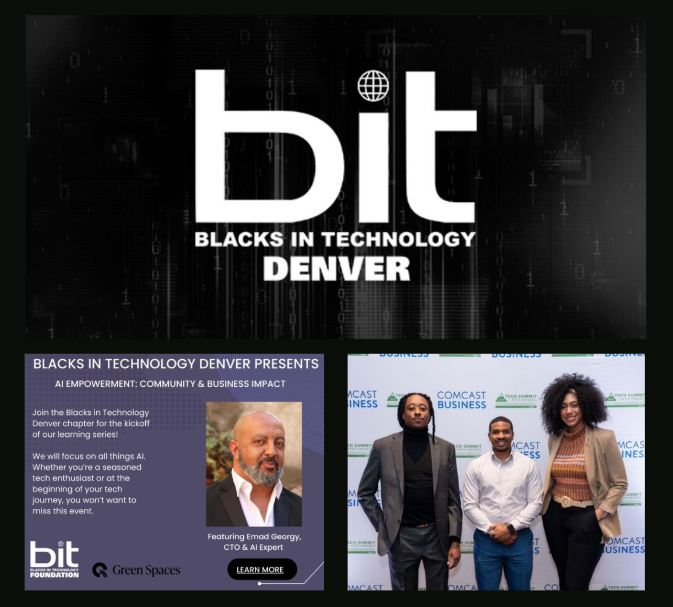 bit
BLACKS IN TECHNOLOGY
DENVER
BLACKS IN TECHNOLOGY DENVER PRESENTS
AI EMPOWERMENT: COMMUNITY & BUSINESS IMPACT
Join the Blacks in Technology
Denver chapter for the kickoff
of our learning series!
We will focus on all things AI.
Whether you're a seasoned
tech enthusiast or at the
beginning of your tech
journey, you won't want to
miss this event.
Featuring Emad Georgy,
CTO & AI Expert
LEARN MORE
bit
BLACKS IN TECHNOLOGY
FOUNDATION
Green Spaces
BUSINESS
COMCAST
BUSINESS
TECH SUMMIT